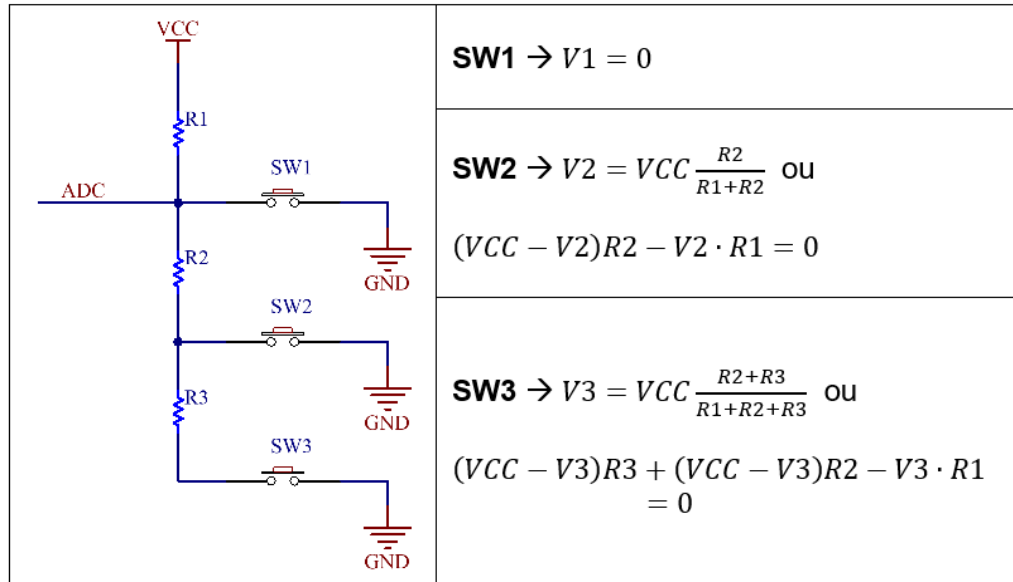 VCC
R1
SW1
ADC
R2
GND
SW2
R3
GND
SW3
GND
SW1 → V1 = 0
SW2 → V2 = VCC R2/(R1+R2) ou
(VCC − V2)R2 − V2 · R1 = 0
SW3 → V3 = VCC (R2+R3)/(R1+R2+R3) ou
(VCC − V3)R3 + (VCC − V3)R2 − V3 · R1
= 0